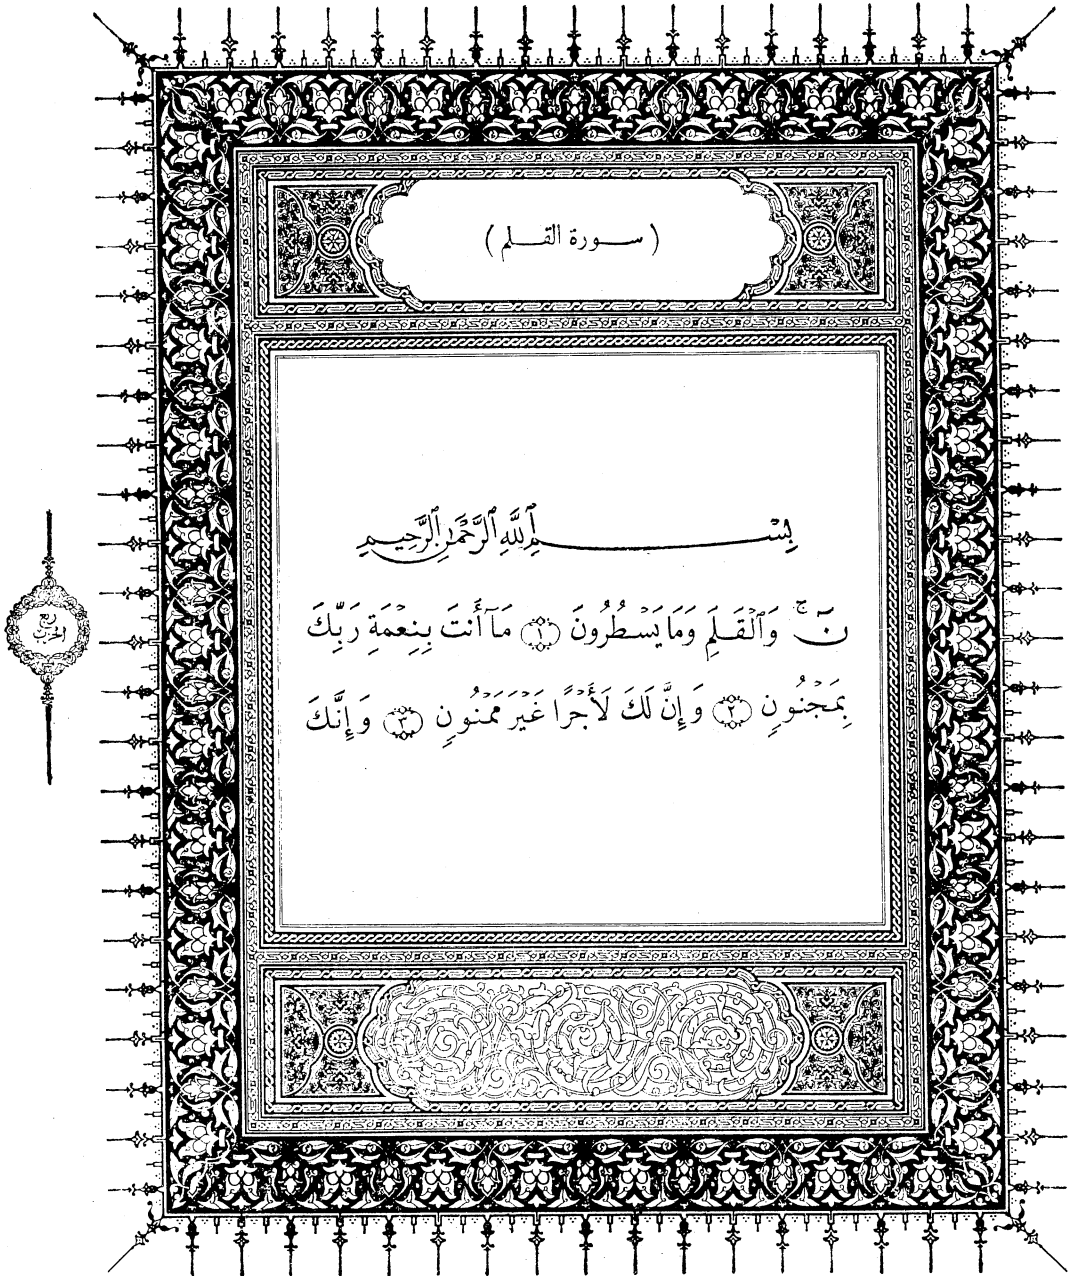 ( سورة القلم )
بِسْمِ ٱللَّهِ ٱلرَّحْمَٰنِ ٱلرَّحِيمِ
نٓ ۚ وَٱلْقَلَمِ وَمَا يَسْطُرُونَ ﴿١﴾ مَآ أَنتَ بِنِعْمَةِ رَبِّكَ
بِمَجْنُونٍ ﴿٢﴾ وَإِنَّ لَكَ لَأَجْرًا غَيْرَ مَمْنُونٍ ﴿٣﴾ وَإِنَّكَ
ربع
الحزب